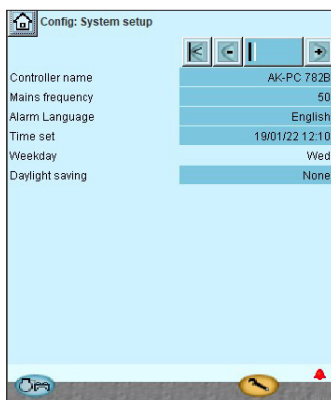 Config: System setup
Controller name AK-PC 782B
Mains frequency 50
Alarm Language English
Time set 19/01/22 12:10
Weekday Wed
Daylight saving None